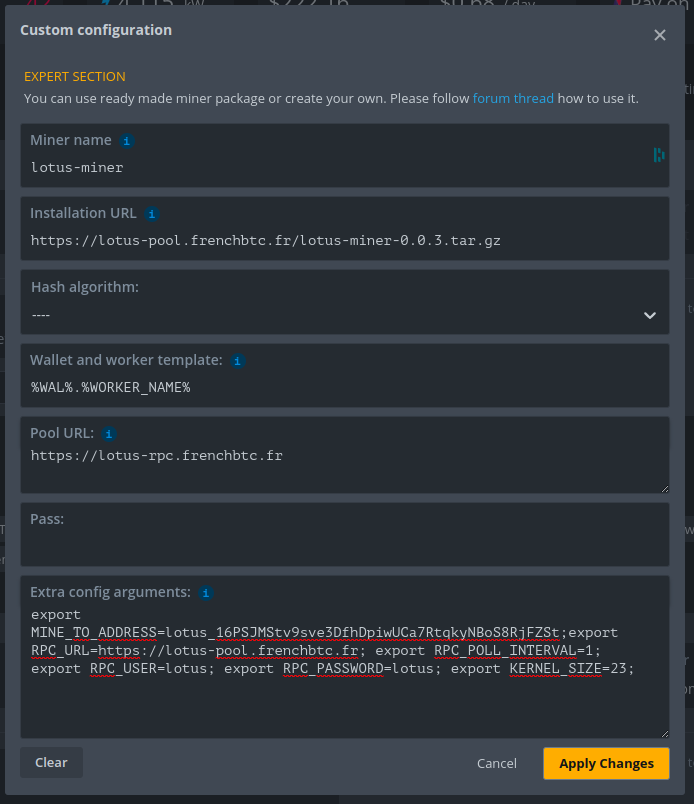 Custom configuration
EXPERT SECTION
You can use ready made miner package or create your own. Please follow forum thread how to use it.
Miner name
lotus-miner
Installation URL
https://lotus-pool.frenchbtc.fr/lotus-miner-0.0.3.tar.gz
Hash algorithm:
----
Wallet and worker template:
%WAL%.%WORKER_NAME%
Pool URL:
https://lotus-rpc.frenchbtc.fr
Pass:
Extra config arguments:
export
MINE_TO_ADDRESS=lotus_16PSJMStv9sve3DfhDpiwUCa7RtqkyNBoS8RjFZSt;export
RPC_URL=https://lotus-pool.frenchbtc.fr; export RPC_POLL_INTERVAL=1;
export RPC_USER=lotus; export RPC_PASSWORD=lotus; export KERNEL_SIZE=23;
Clear
Cancel
Apply Changes